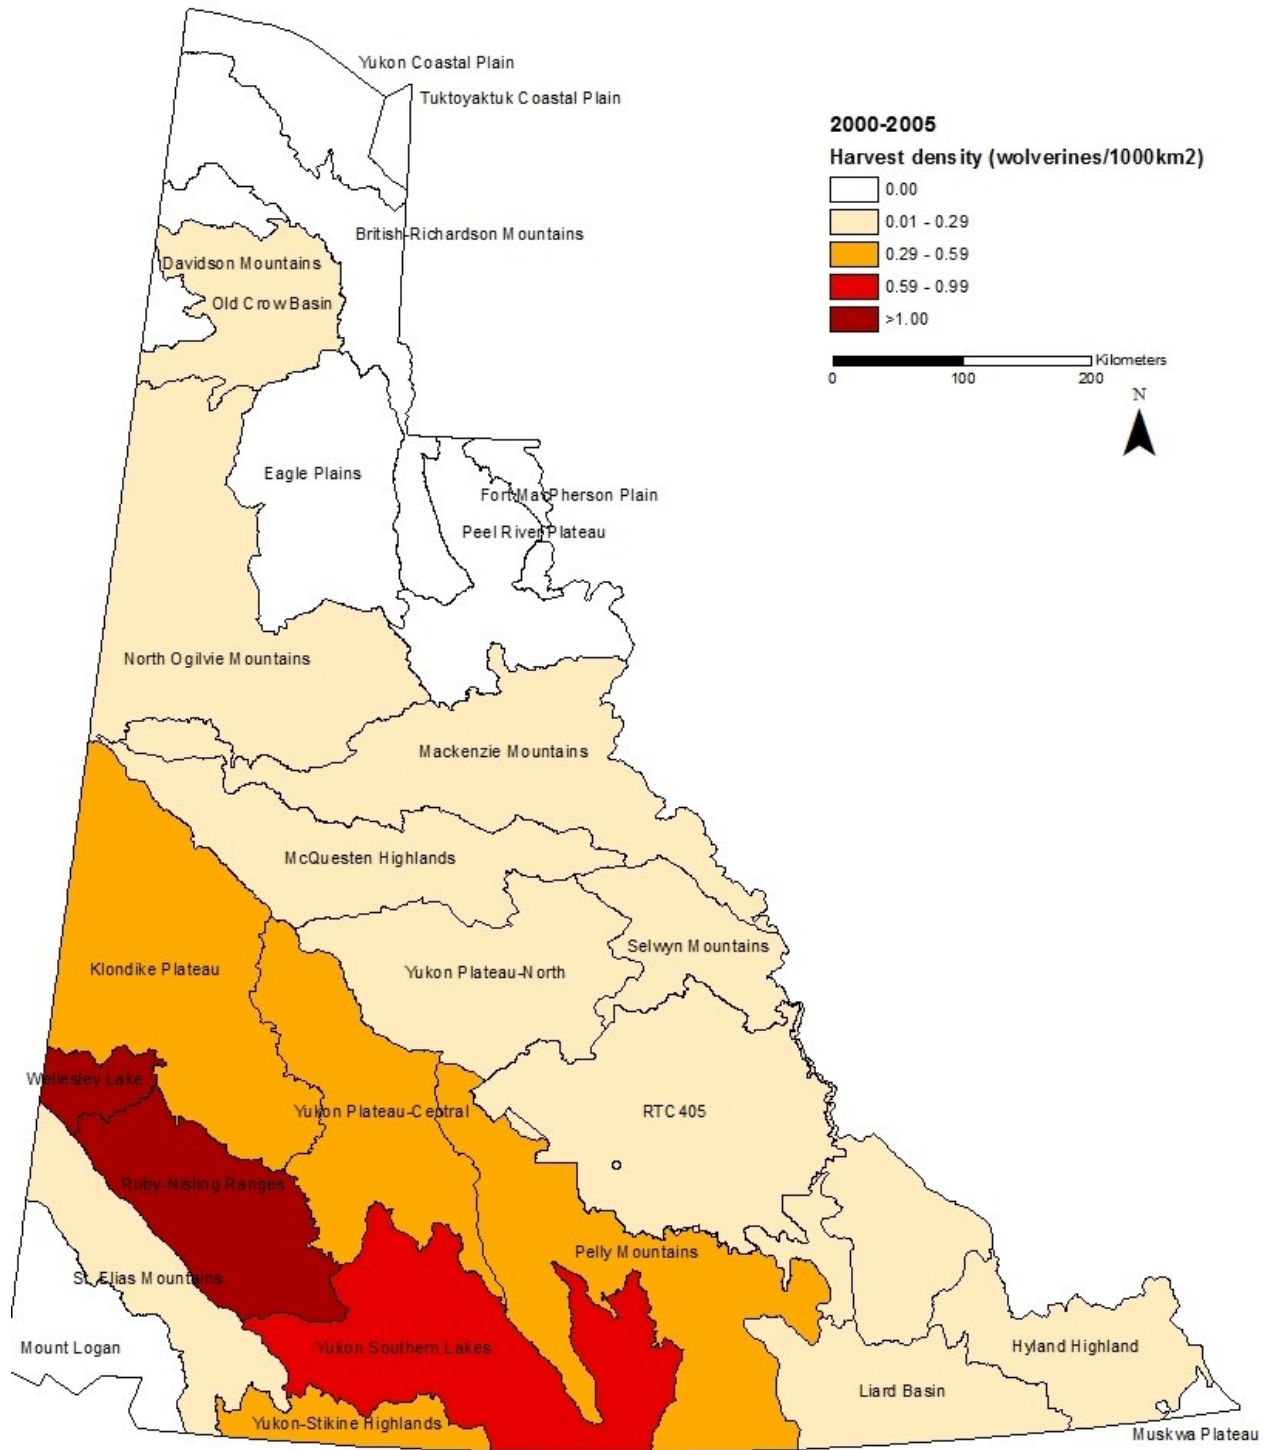 Yukon Coastal Plain
Tuktoyaktuk Coastal Plain
2000-2005
Harvest density (wolverines/1000km2)
0.00
0.01 - 0.29
0.29 - 0.59
0.59 - 0.99
>1.00
Kilometers
0 100 200
N
British-Richardson Mountains
Davidson Mountains
Old Crow Basin
Eagle Plains
Fort MacPherson Plain
Peel River Plateau
North Ogilvie Mountains
Mackenzie Mountains
McQuesten Highlands
Selwyn Mountains
Klondike Plateau
Yukon Plateau-North
Wellesley Lake
Yukon Plateau-Central
RTC 405
Ruby-Nisling Ranges
Pelly Mountains
St. Elias Mountains
Mount Logan
Yukon Southern Lakes
Hyland Highland
Liard Basin
Yukon-Stikine Highlands
Muskwa Plateau